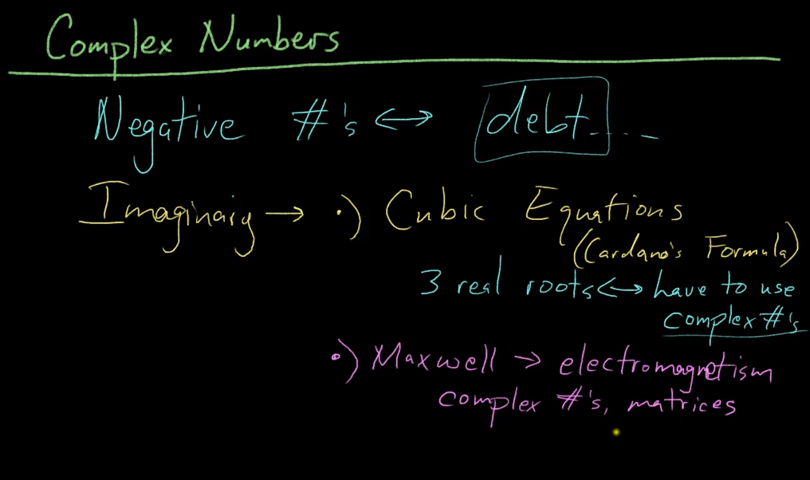 Complex Numbers
Negative #'s ↔ debt....
Imaginary → •) Cubic Equations
(Cardano's Formula)
3 real roots ↔ have to use
complex #'s
•) Maxwell → electromagnetism
complex #'s, matrices